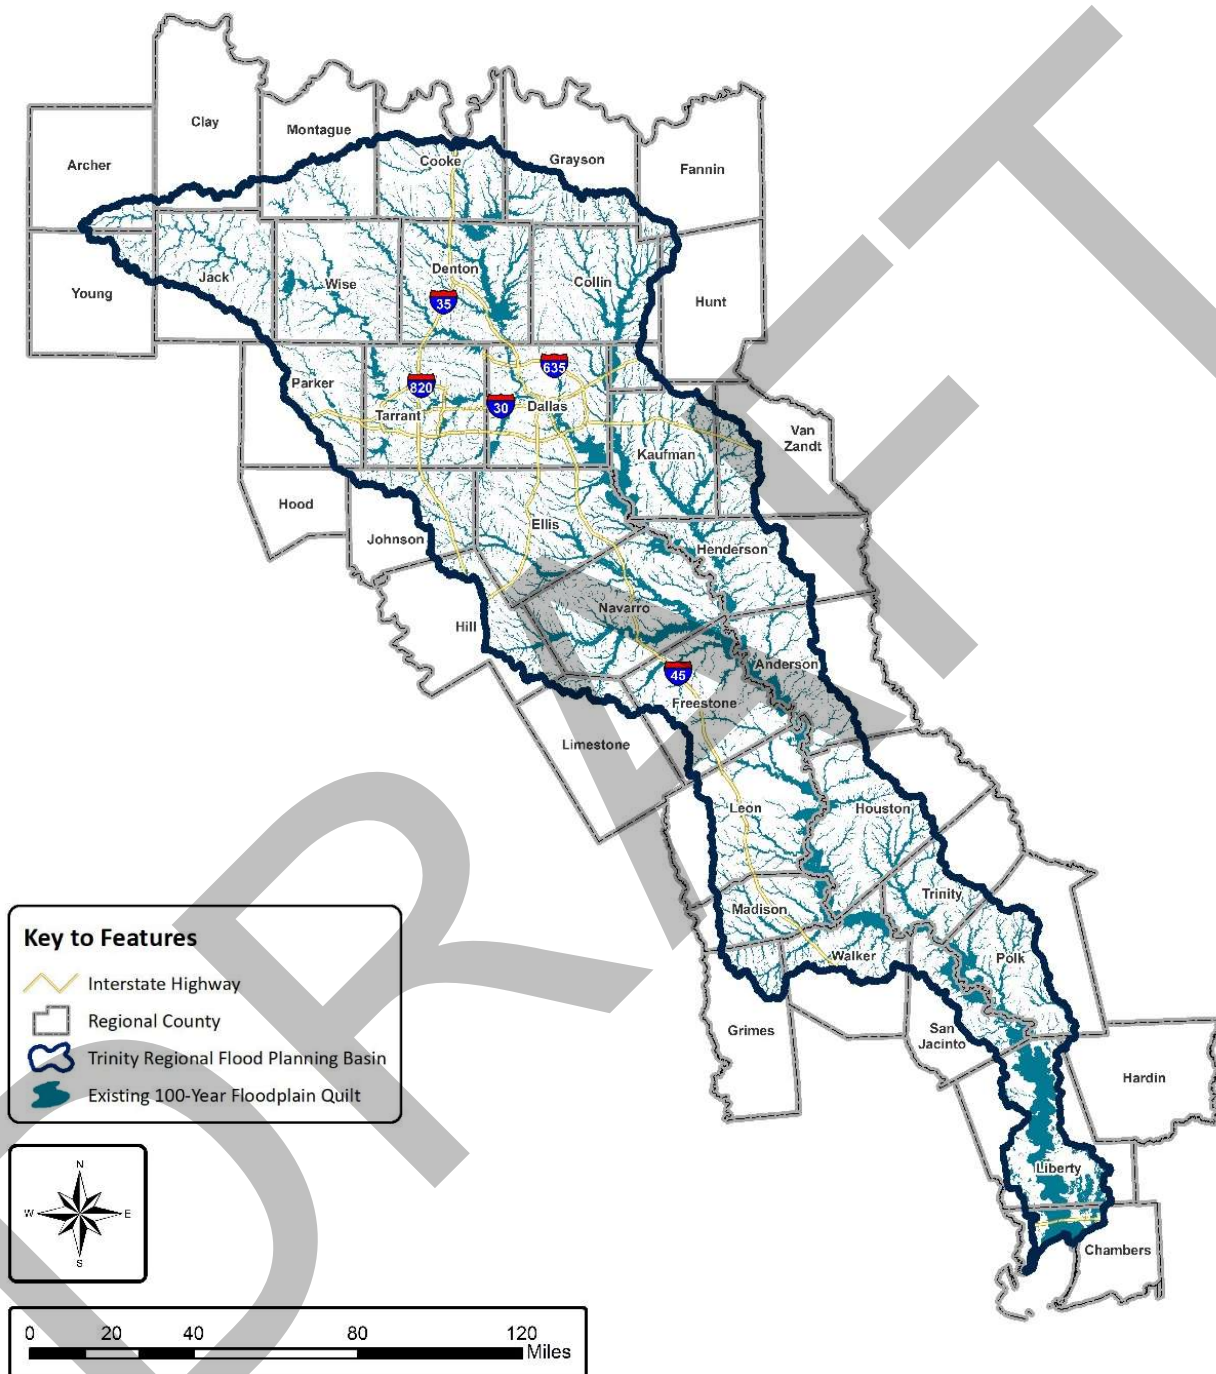 Clay
Montague
Archer
Cooke
Grayson
Fannin
Young
Jack
Wise
Denton
Collin
Hunt
35
Parker
820
635
30
Tarrant
Dallas
Van
Zandt
Kaufman
Hood
Johnson
Ellis
Henderson
Navarro
Hill
Anderson
45
Freestone
Limestone
Leon
Houston
Madison
Trinity
Walker
Polk
Grimes
San
Jacinto
Hardin
Liberty
Chambers
Key to Features
Interstate Highway
Regional County
Trinity Regional Flood Planning Basin
Existing 100-Year Floodplain Quilt
N
W E
S
0 20 40 80 120
Miles
DRAFT